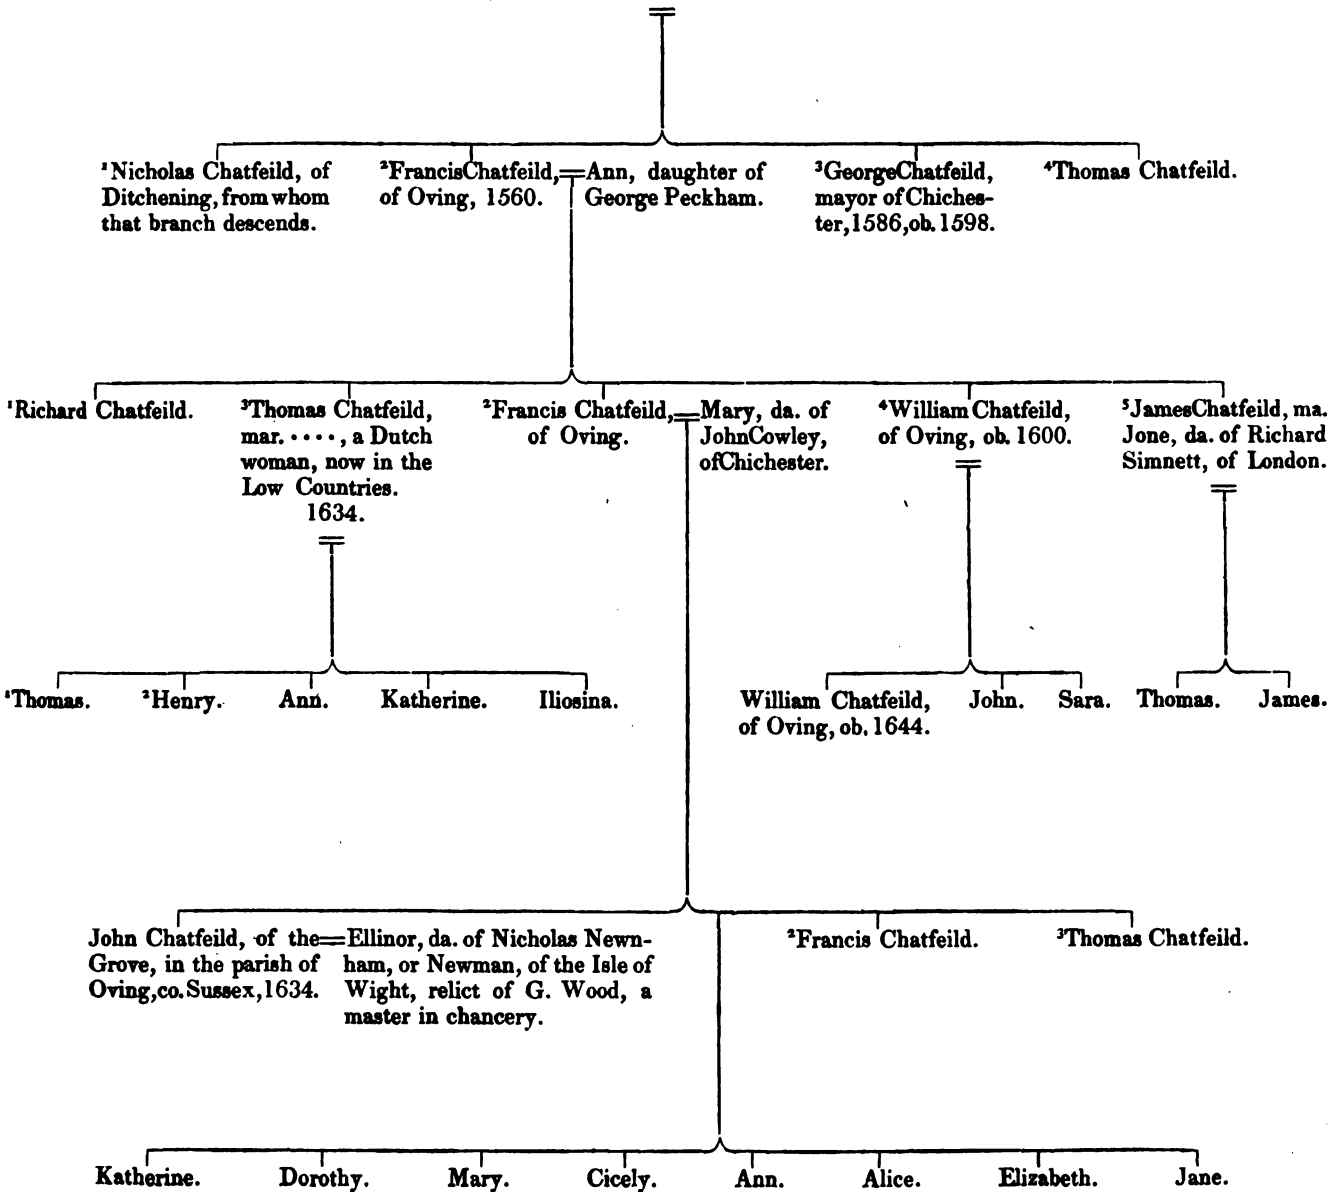 ¹Nicholas Chatfeild, of
Ditchening, from whom
that branch descends.
²Francis Chatfeild,
of Oving, 1560.
Ann, daughter of
George Peckham.
³George Chatfeild,
mayor of Chiches-
ter, 1586, ob. 1598.
⁴Thomas Chatfeild.
¹Richard Chatfeild.
³Thomas Chatfeild,
mar. ····, a Dutch
woman, now in the
Low Countries.
1634.
²Francis Chatfeild,
of Oving.
Mary, da. of
John Cowley,
of Chichester.
⁴William Chatfeild,
of Oving, ob. 1600.
⁵James Chatfeild, ma.
Jone, da. of Richard
Simnett, of London.
¹Thomas.
²Henry.
Ann.
Katherine.
Iliosina.
William Chatfeild,
of Oving, ob. 1644.
John.
Sara.
Thomas.
James.
John Chatfeild, of the
Grove, in the parish of
Oving, co. Sussex, 1634.
Ellinor, da. of Nicholas Newn-
ham, or Newman, of the Isle of
Wight, relict of G. Wood, a
master in chancery.
²Francis Chatfeild.
³Thomas Chatfeild.
Katherine.
Dorothy.
Mary.
Cicely.
Ann.
Alice.
Elizabeth.
Jane.